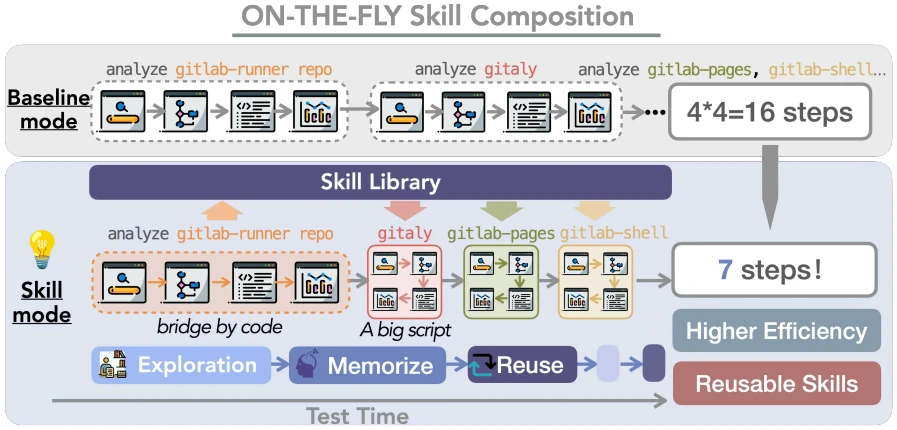 ON-THE-FLY Skill Composition
analyze gitlab-runner repo
analyze gitaly
analyze gitlab-pages, gitlab-shell…
Baseline
mode
...
4*4=16 steps
Skill Library
analyze gitlab-runner repo
gitaly
gitlab-pages
gitlab-shell
Skill
mode
bridge by code
A big script
7 steps!
Higher Efficiency
Exploration
Memorize
Reuse
Reusable Skills
Test Time